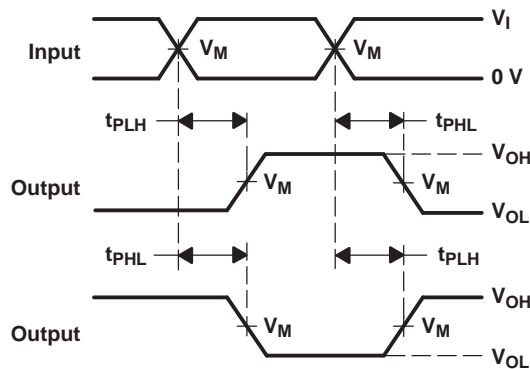 V_I
Input V_M V_M
0 V
t_PLH t_PHL
V_OH
Output V_M V_M
V_OL
t_PHL t_PLH
V_OH
Output V_M V_M
V_OL